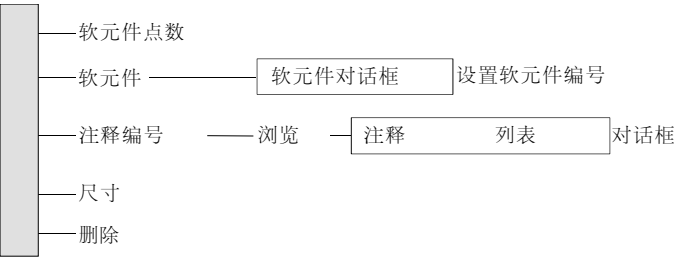 软元件点数
软元件 软元件对话框 设置软元件编号
注释编号 浏览 注释 列表 对话框
尺寸
删除